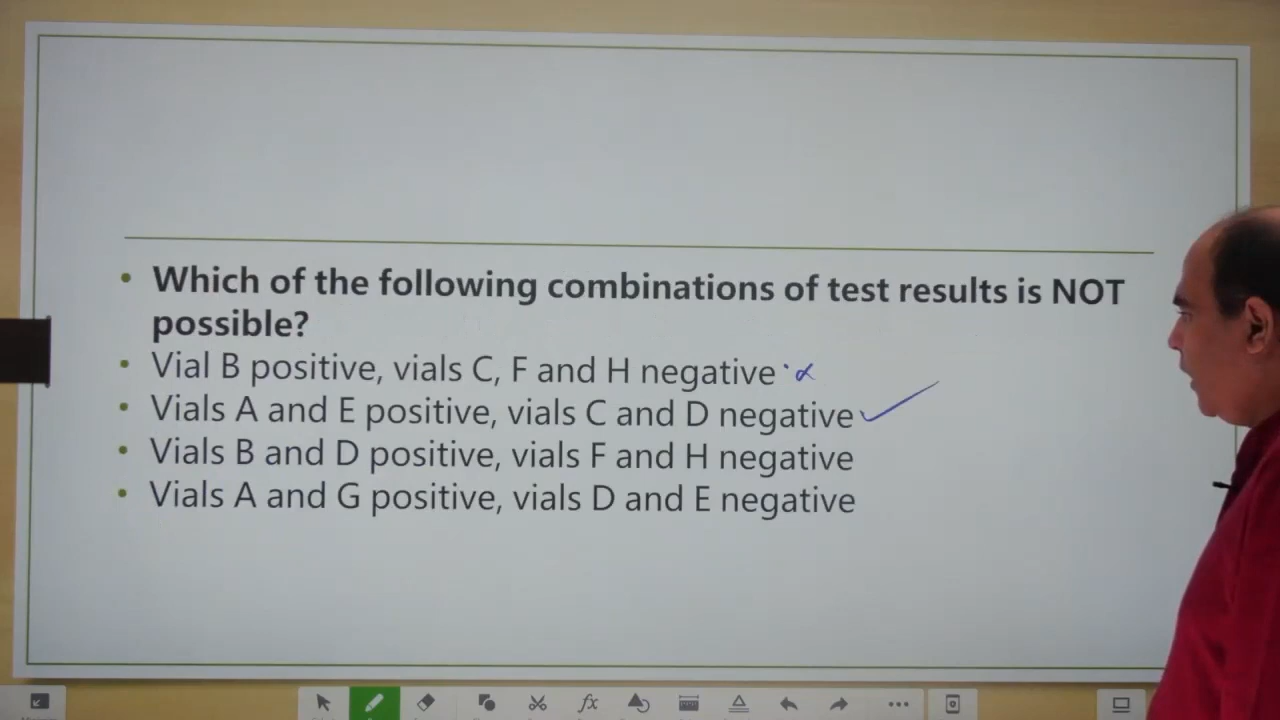 • Which of the following combinations of test results is NOT
possible?
• Vial B positive, vials C, F and H negative
• Vials A and E positive, vials C and D negative
• Vials B and D positive, vials F and H negative
• Vials A and G positive, vials D and E negative
fx